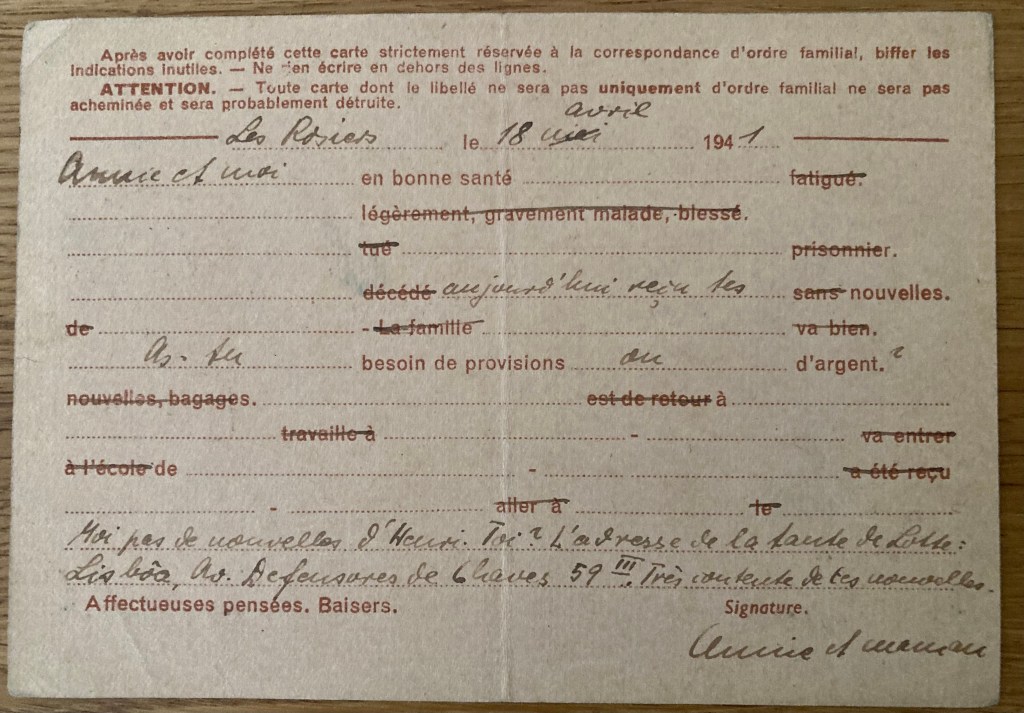 Après avoir complété cette carte strictement réservée à la correspondance d'ordre familial, biffer les
indications inutiles. — Ne rien écrire en dehors des lignes.
ATTENTION. — Toute carte dont le libellé ne sera pas uniquement d'ordre familial ne sera pas
acheminée et sera probablement détruite.
avril
Les Rosiers le 18 mai 1941
Annie et moi en bonne santé fatigué.
légèrement, gravement malade, blessé.
tué prisonnier.
décédé aujourd'hui reçu tes sans nouvelles.
de - La famille va bien.
As-tu besoin de provisions ou d'argent.?
nouvelles, bagages. est de retour à
travaille à - va entrer
à l'école de - a été reçu
- aller à le
Moi pas de nouvelles d'Henri. Toi? L'adresse de la tante de Lotte:
Lisbôa, Av. Defensores de Chaves 59 III. Très contente de tes nouvelles.
Affectueuses pensées. Baisers. Signature.
Annie et maman